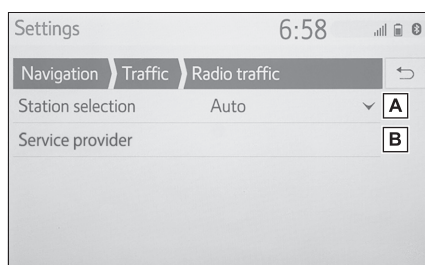 Settings 6:58
Navigation Traffic Radio traffic
Station selection Auto A
Service provider B